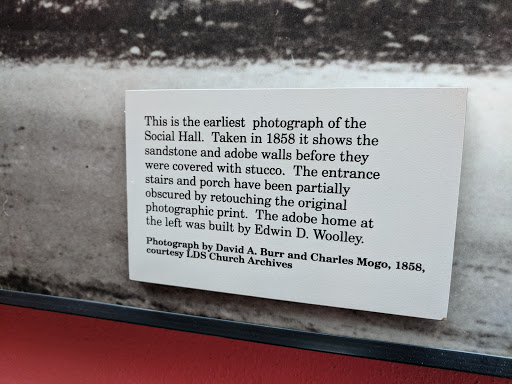 This is the earliest photograph of the
Social Hall. Taken in 1858 it shows the
sandstone and adobe walls before they
were covered with stucco. The entrance
stairs and porch have been partially
obscured by retouching the original
photographic print. The adobe home at
the left was built by Edwin D. Woolley.
Photograph by David A. Burr and Charles Mogo, 1858,
courtesy LDS Church Archives